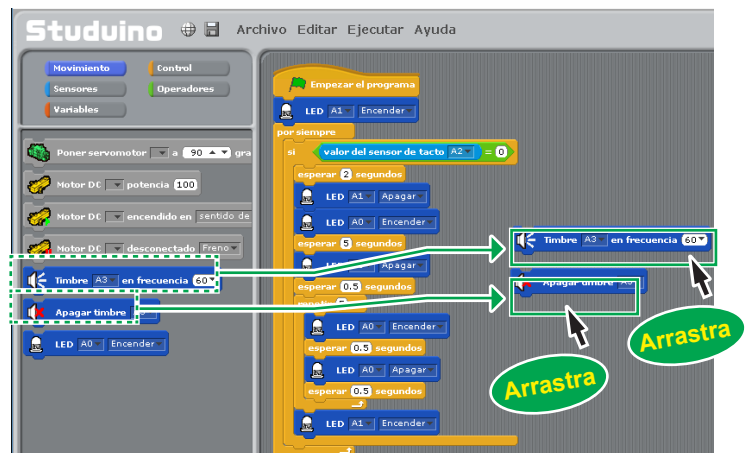 Studuino Archivo Editar Ejecutar Ayuda
Movimiento Control
Sensores Operadores
Variables
Poner servomotor a 90 gra
Motor DC potencia 100
Motor DC encendido en sentido de
Motor DC desconectado Freno
Timbre A3 en frecuencia 60
Apagar timbre
LED A0 Encender
Empezar el programa
LED A1 Encender
por siempre
si valor del sensor de tacto A2 = 0
esperar 2 segundos
LED A1 Apagar
LED A0 Encender
esperar 5 segundos
LED Apagar
esperar 0.5 segundos
LED A0 Encender
esperar 0.5 segundos
LED A0 Apagar
esperar 0.5 segundos
LED A1 Encender
Timbre A3 en frecuencia 60
Apagar timbre
Arrastra
Arrastra